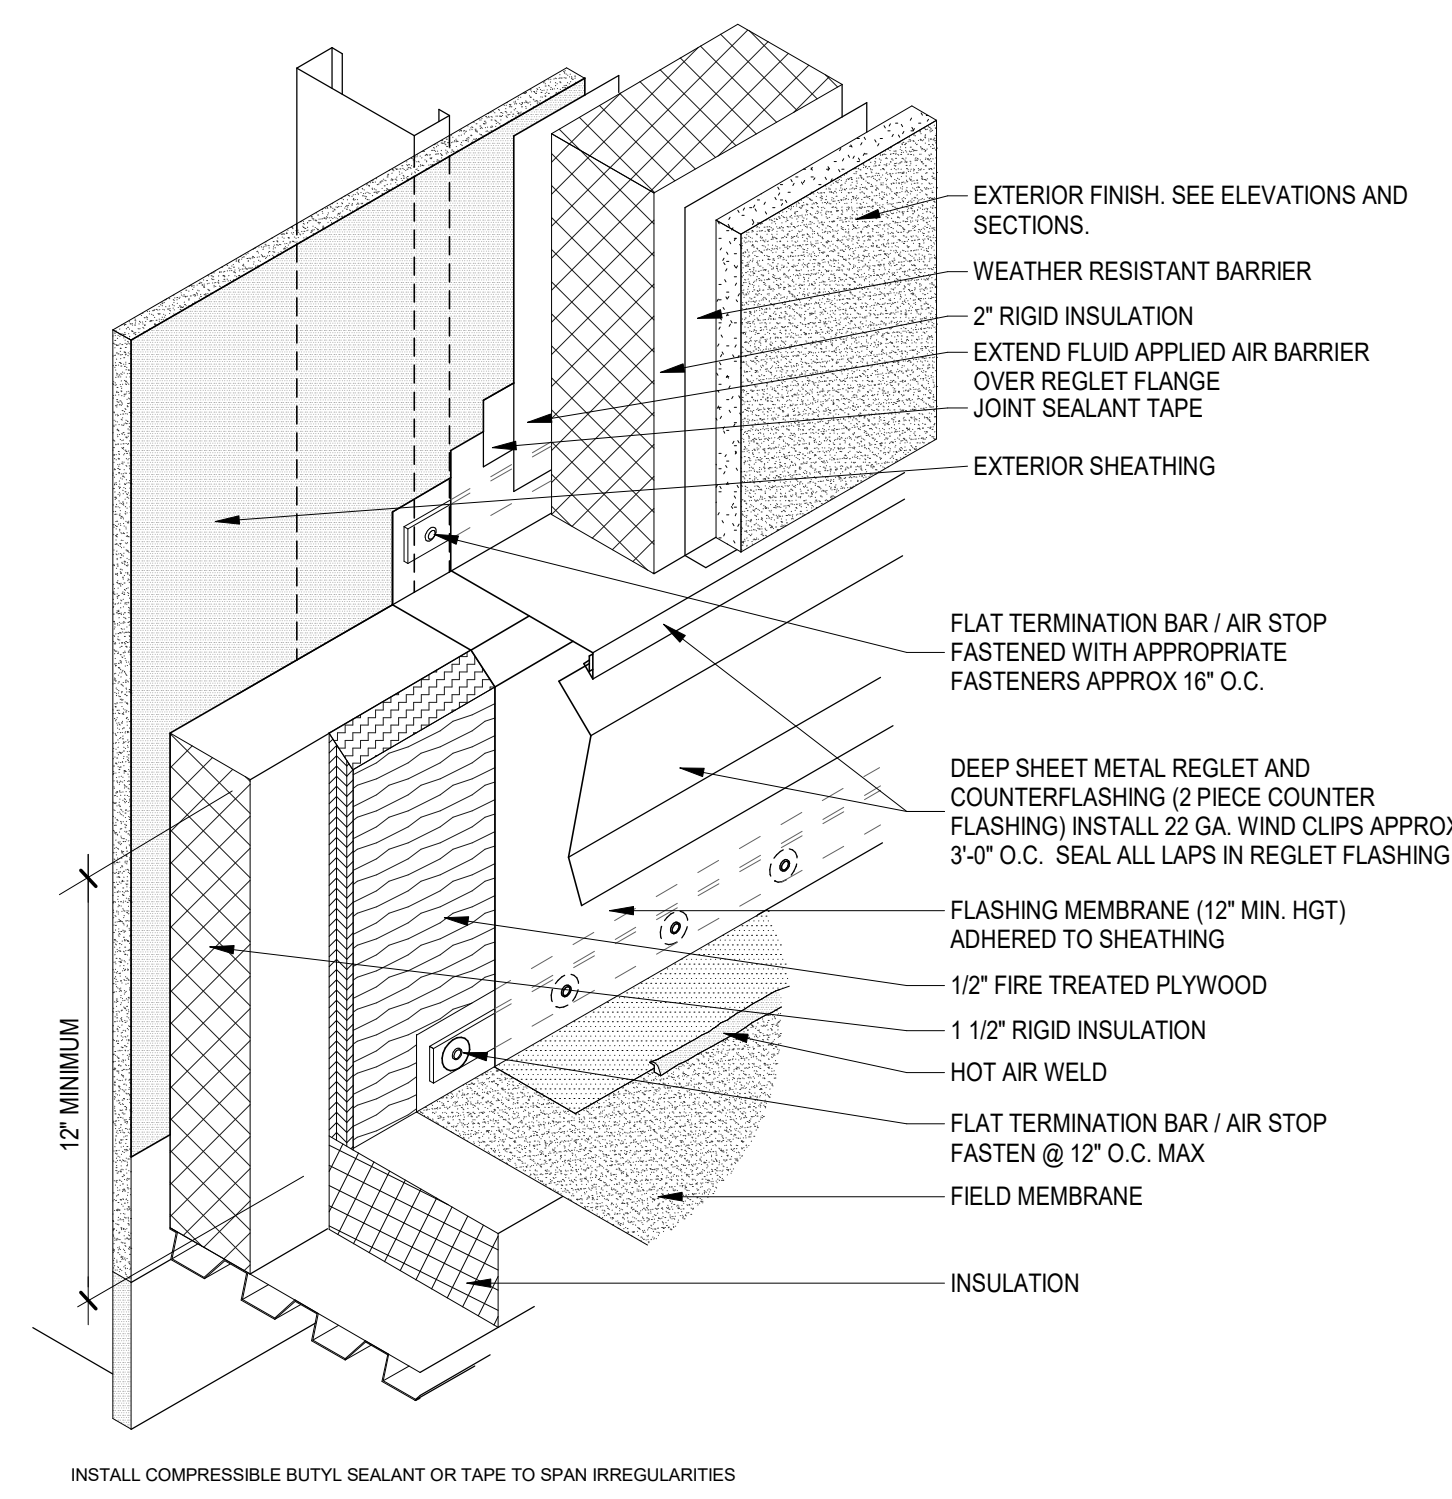 EXTERIOR FINISH. SEE ELEVATIONS AND
SECTIONS.
WEATHER RESISTANT BARRIER
2" RIGID INSULATION
EXTEND FLUID APPLIED AIR BARRIER
OVER REGLET FLANGE
JOINT SEALANT TAPE
EXTERIOR SHEATHING
FLAT TERMINATION BAR / AIR STOP
FASTENED WITH APPROPRIATE
FASTENERS APPROX 16" O.C.
DEEP SHEET METAL REGLET AND
COUNTERFLASHING (2 PIECE COUNTER
FLASHING) INSTALL 22 GA. WIND CLIPS APPROX
3'-0" O.C. SEAL ALL LAPS IN REGLET FLASHING
FLASHING MEMBRANE (12" MIN. HGT)
ADHERED TO SHEATHING
1/2" FIRE TREATED PLYWOOD
1 1/2" RIGID INSULATION
HOT AIR WELD
FLAT TERMINATION BAR / AIR STOP
FASTEN @ 12" O.C. MAX
FIELD MEMBRANE
INSULATION
12" MINIMUM
INSTALL COMPRESSIBLE BUTYL SEALANT OR TAPE TO SPAN IRREGULARITIES